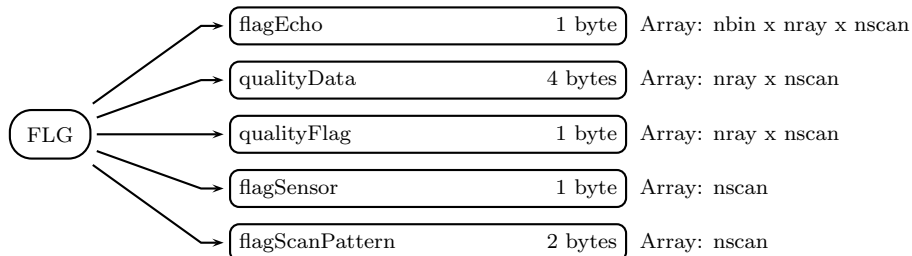 flagEcho 1 byte Array: nbin x nray x nscan
qualityData 4 bytes Array: nray x nscan
FLG
qualityFlag 1 byte Array: nray x nscan
flagSensor 1 byte Array: nscan
flagScanPattern 2 bytes Array: nscan